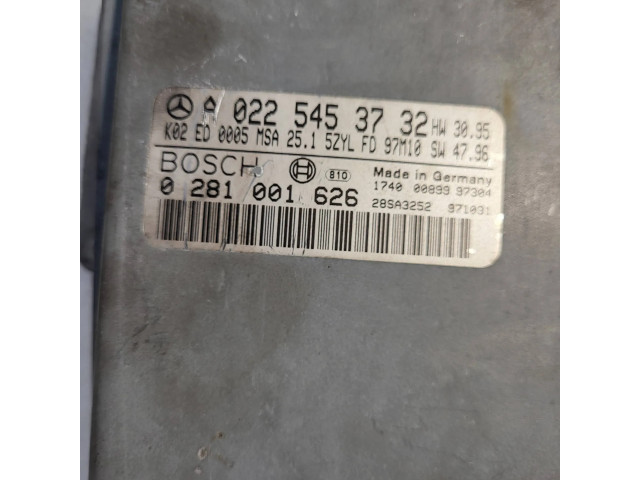 022 545 37 32 HW 30.95
K02 ED 0005 MSA 25.1 5ZYL FD 97M10 SW 47.96
BOSCH 810 Made in Germany
0 281 001 626 1740 00899 97304
28SA3252 971031